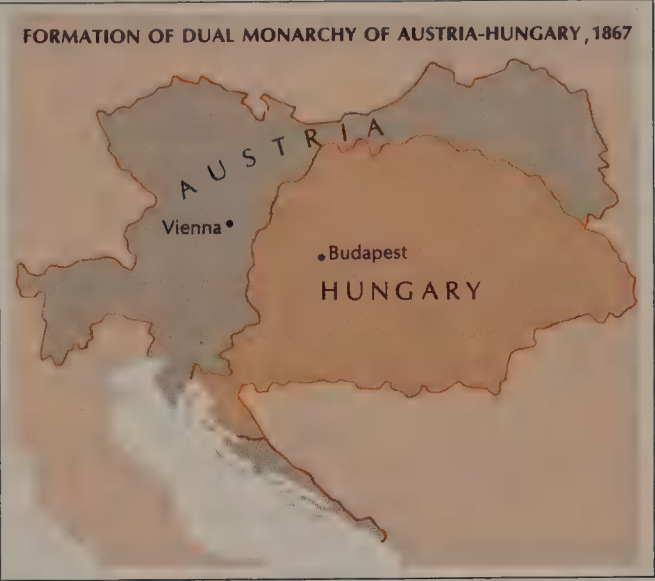 FORMATION OF DUAL MONARCHY OF AUSTRIA-HUNGARY, 1867
AUSTRIA
Vienna
Budapest
HUNGARY